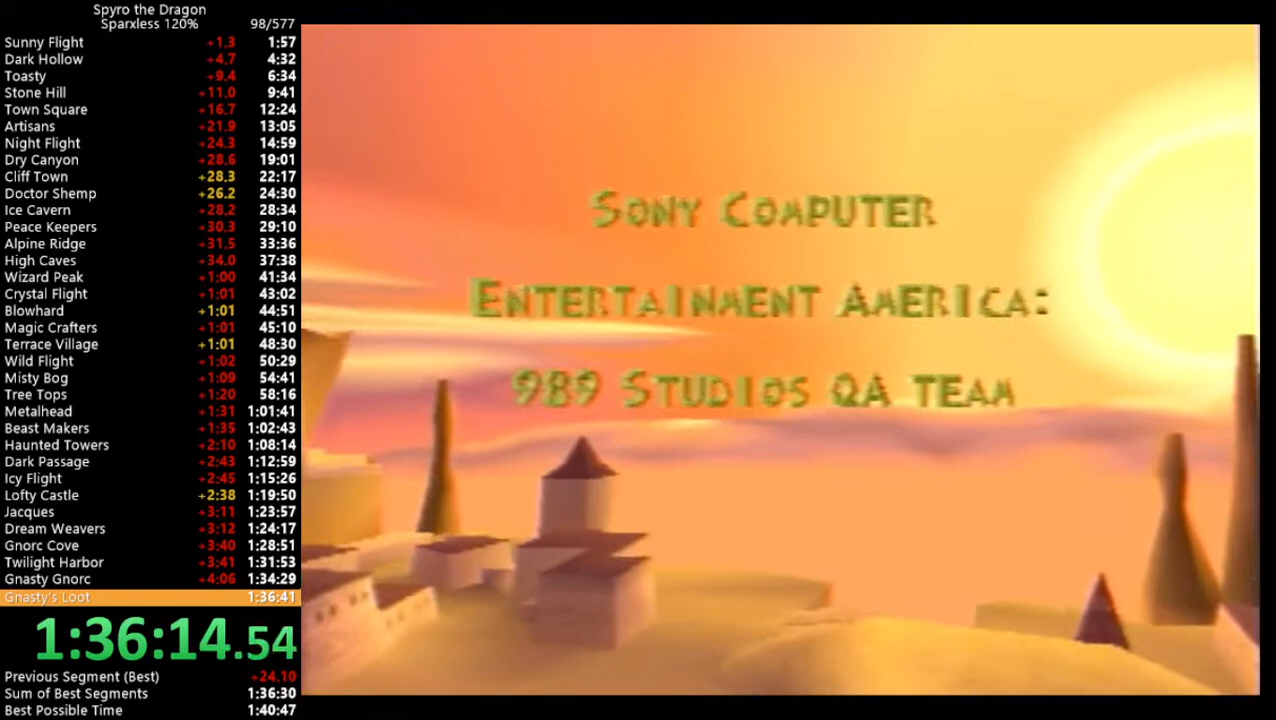 Spyro the Dragon
Sparxless 120% 98/577
Sunny Flight +1.3 1:57
Dark Hollow +4.7 4:32
Toasty +9.4 6:34
Stone Hill +11.0 9:41
Town Square +16.7 12:24
Artisans +21.9 13:05
Night Flight +24.3 14:59
Dry Canyon +28.6 19:01
Cliff Town +28.3 22:17
Doctor Shemp +26.2 24:30
Ice Cavern +28.2 28:34
Peace Keepers +30.3 29:10
Alpine Ridge +31.5 33:36
High Caves +34.0 37:38
Wizard Peak +1:00 41:34
Crystal Flight +1:01 43:02
Blowhard +1:01 44:51
Magic Crafters +1:01 45:10
Terrace Village +1:01 48:30
Wild Flight +1:02 50:29
Misty Bog +1:09 54:41
Tree Tops +1:20 58:16
Metalhead +1:31 1:01:41
Beast Makers +1:35 1:02:43
Haunted Towers +2:10 1:08:14
Dark Passage +2:43 1:12:59
Icy Flight +2:45 1:15:26
Lofty Castle +2:38 1:19:50
Jacques +3:11 1:23:57
Dream Weavers +3:12 1:24:17
Gnorc Cove +3:40 1:28:51
Twilight Harbor +3:41 1:31:53
Gnasty Gnorc +4:06 1:34:29
Gnasty's Loot 1:36:41
1:36:14.54
Previous Segment (Best) +24.10
Sum of Best Segments 1:36:30
Best Possible Time 1:40:47
Sony Computer
Entertainment America:
989 Studios QA team